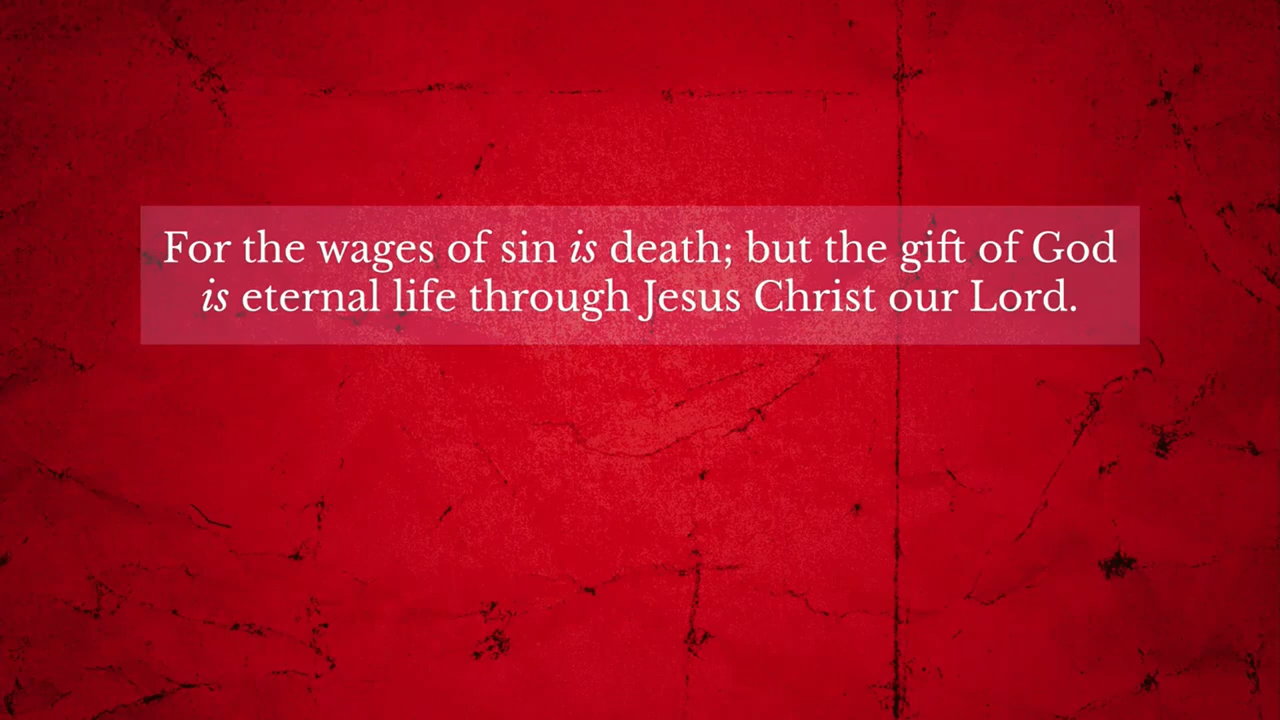 For the wages of sin is death; but the gift of God
is eternal life through Jesus Christ our Lord.